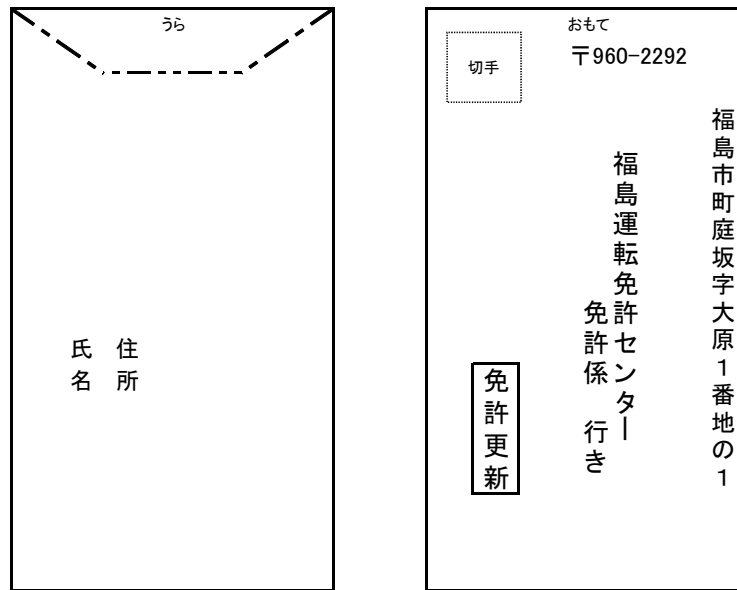 うら
住所
氏名
おもて
切手
〒960-2292
福島市町庭坂字大原1番地の1
福島運転免許センター
免許係 行き
免許更新